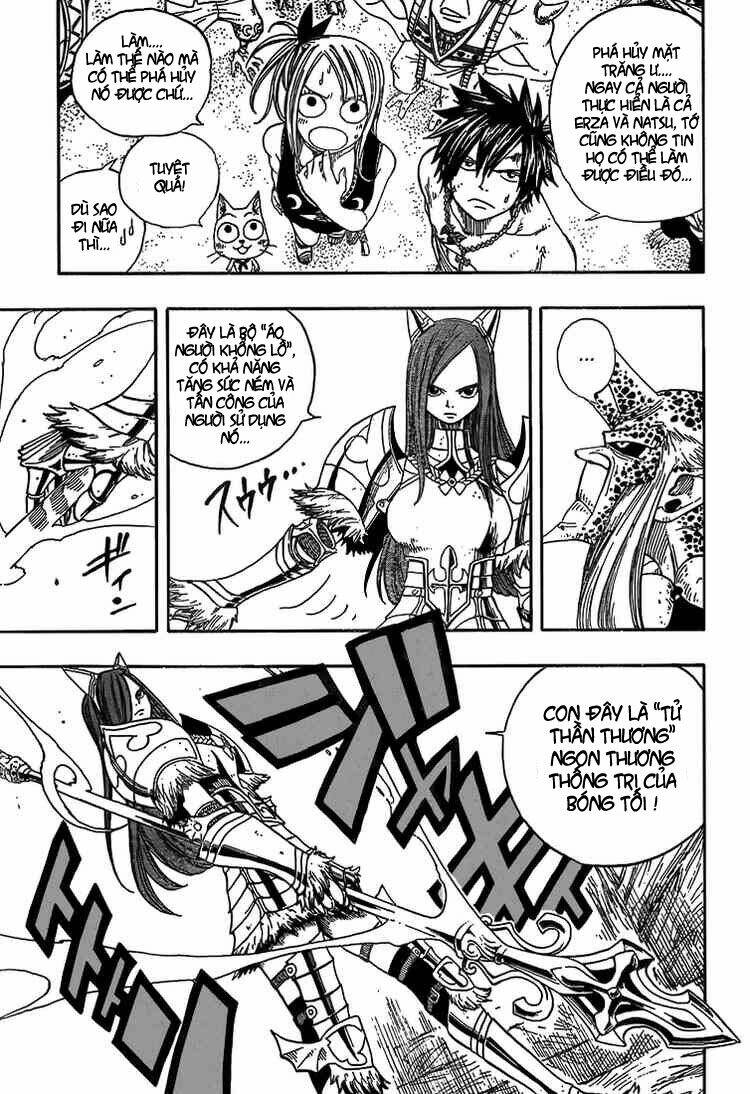 PHÁ HỦY MẶT
TRĂNG Ư....
NGAY CẢ NGƯỜI
THỰC HIỆN LÀ CẢ
ERZA VÀ NATSU, TỚ
CŨNG KHÔNG TIN
HỌ CÓ THỂ LÀM
ĐƯỢC ĐIỀU ĐÓ...
LÀM....
LÀM THẾ NÀO MÀ
CÓ THỂ PHÁ HỦY
NÓ ĐƯỢC CHỨ...
TUYỆT
QUÁ!
DÙ SAO
ĐI NỮA
THÌ...
...
ĐÂY LÀ BỘ "ÁO
NGƯỜI KHỔNG LỒ",
CÓ KHẢ NĂNG
TĂNG SỨC NÉM VÀ
TẤN CÔNG CỦA
NGƯỜI SỬ DỤNG
NÓ...
スゥゥ...
ギィン
CON ĐÂY LÀ "TỬ
THẦN THƯƠNG"
NGỌN THƯƠNG
THỐNG TRỊ CỦA
BÓNG TỐI !
ジャキ